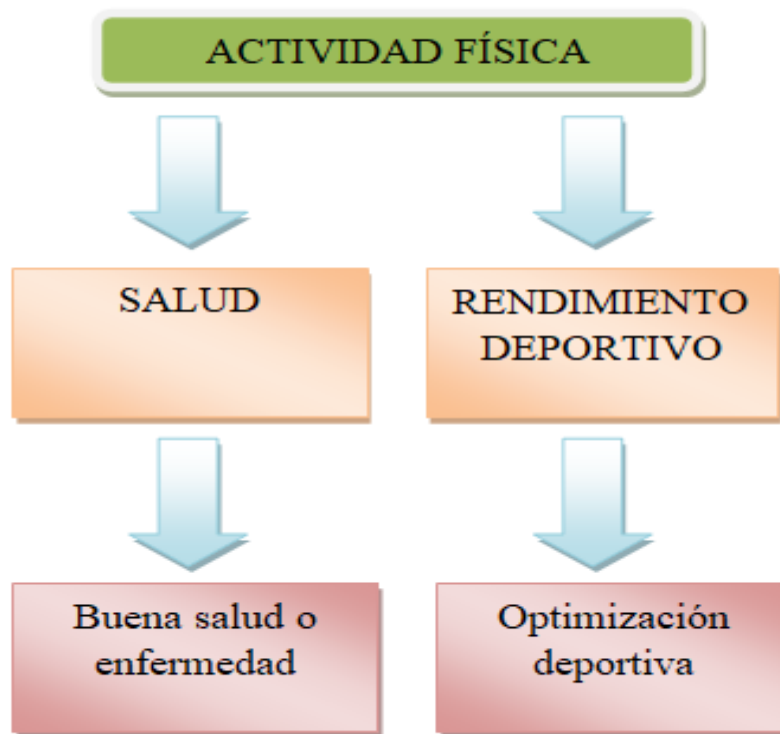 ACTIVIDAD FÍSICA
SALUD
RENDIMIENTO
DEPORTIVO
Buena salud o
enfermedad
Optimización
deportiva